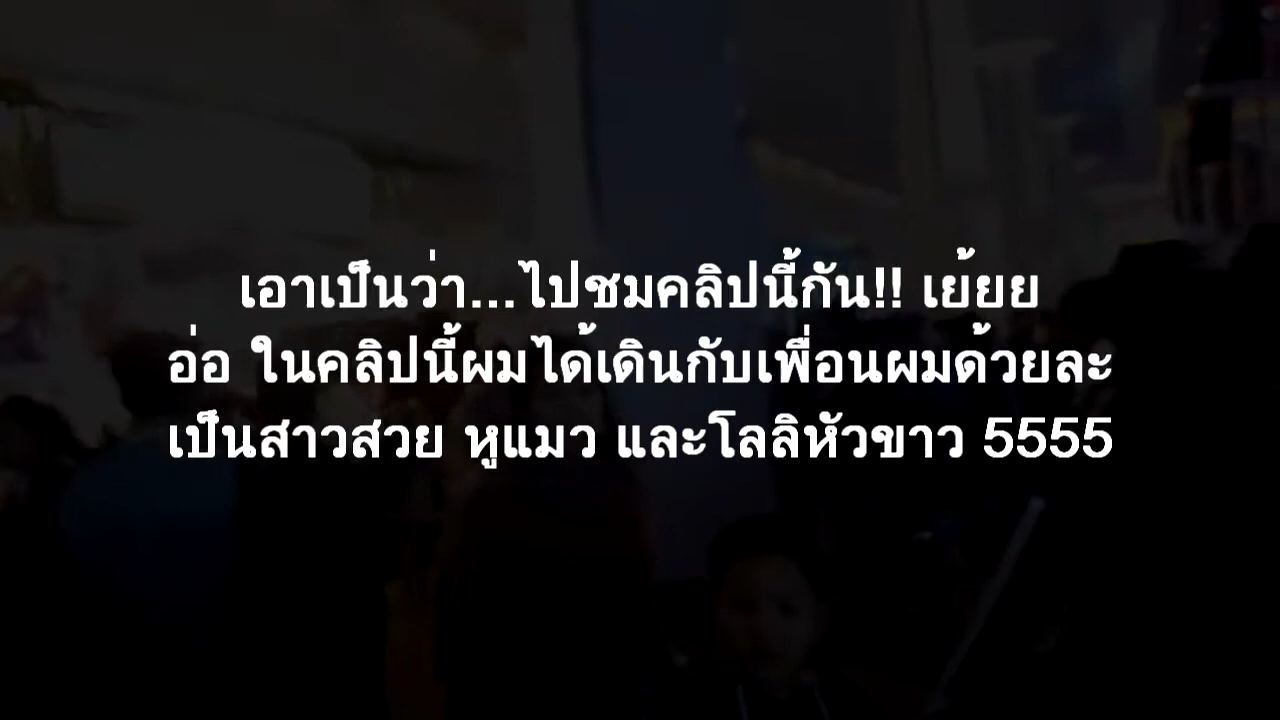 เอาเป็นว่า...ไปชมคลิปนี้กัน!! เย้ยย
อ่อ ในคลิปนี้ผมได้เดินกับเพื่อนผมด้วยละ
เป็นสาวสวย หูแมว และโลลิหัวขาว 5555